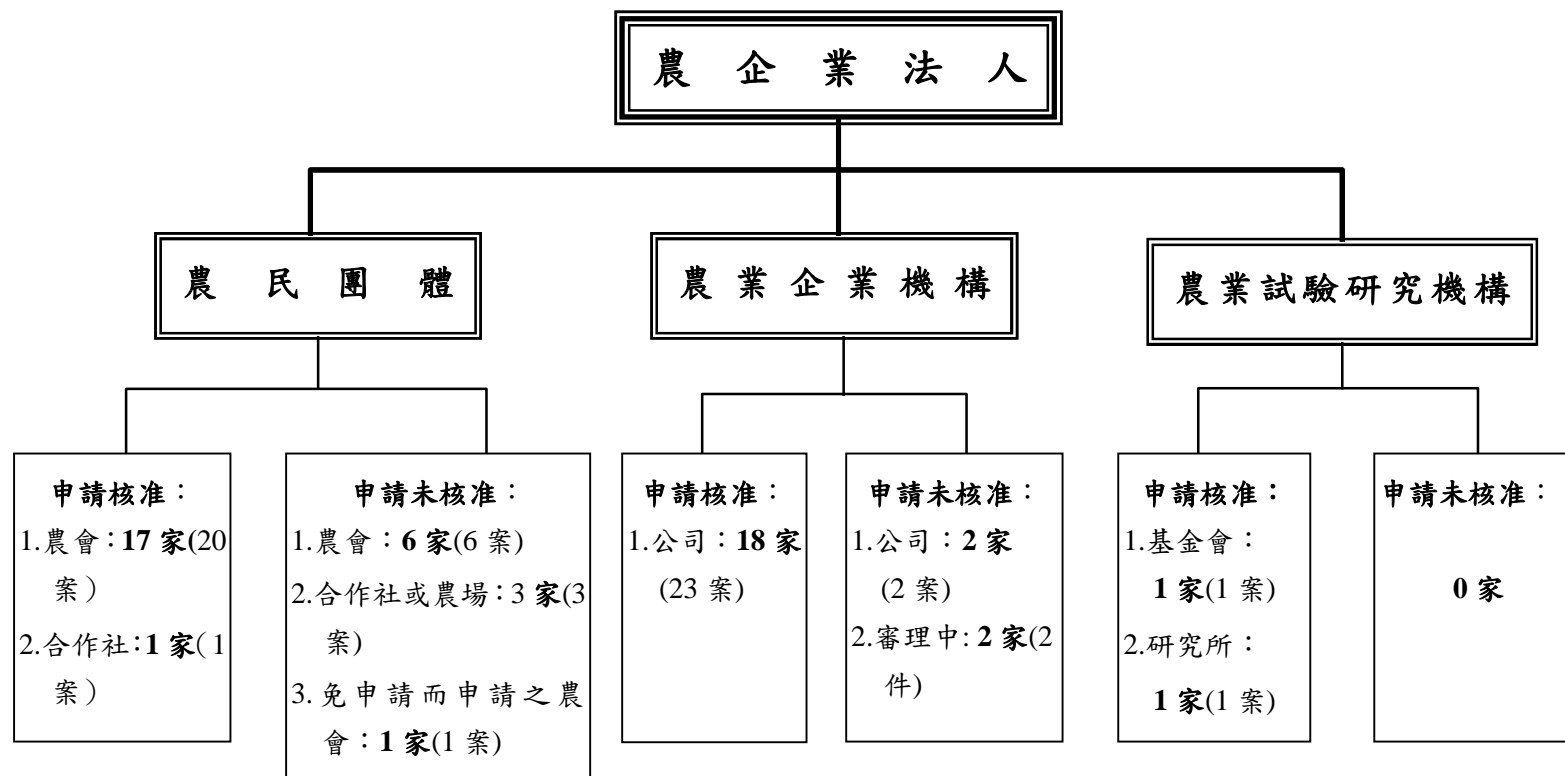 農企業法人
農民團體
農業企業機構
農業試驗研究機構
申請核准：
1.農會：17 家(20
案）
2.合作社：1 家（1
案）
申請未核准：
1.農會：6 家(6 案)
2.合作社或農場：3 家(3
案)
3.免申請而申請之農
會：1 家(1 案)
申請核准：
1.公司：18 家
(23 案)
申請未核准：
1.公司：2 家
(2 案)
2.審理中: 2 家(2
件)
申請核准：
1.基金會：
1 家(1 案)
2.研究所：
1 家(1 案)
申請未核准：
0 家